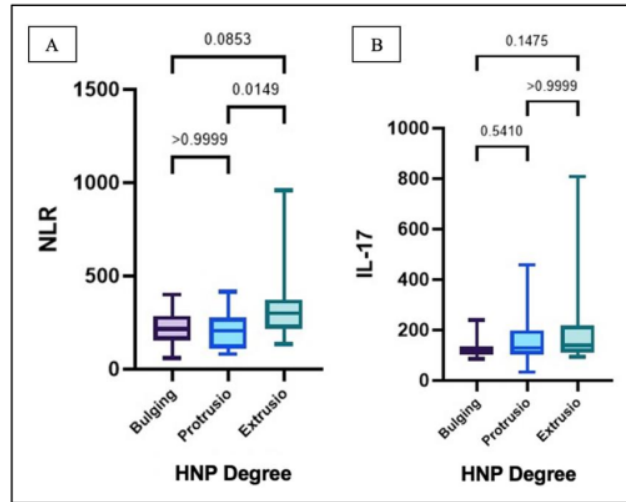 A
0.0853
0.0149
>0.9999
1500
1000
500
0
NLR
Bulging
Protrusio
Extrusio
HNP Degree
B
0.1475
>0.9999
0.5410
1000
800
600
400
200
0
IL-17
Bulging
Protrusio
Extrusio
HNP Degree